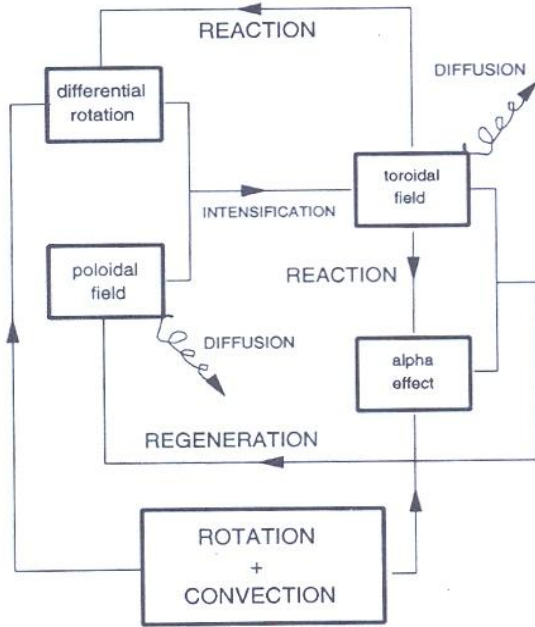 REACTION
DIFFUSION
differential
rotation
toroidal
field
INTENSIFICATION
poloidal
field
REACTION
DIFFUSION
alpha
effect
REGENERATION
ROTATION
+
CONVECTION